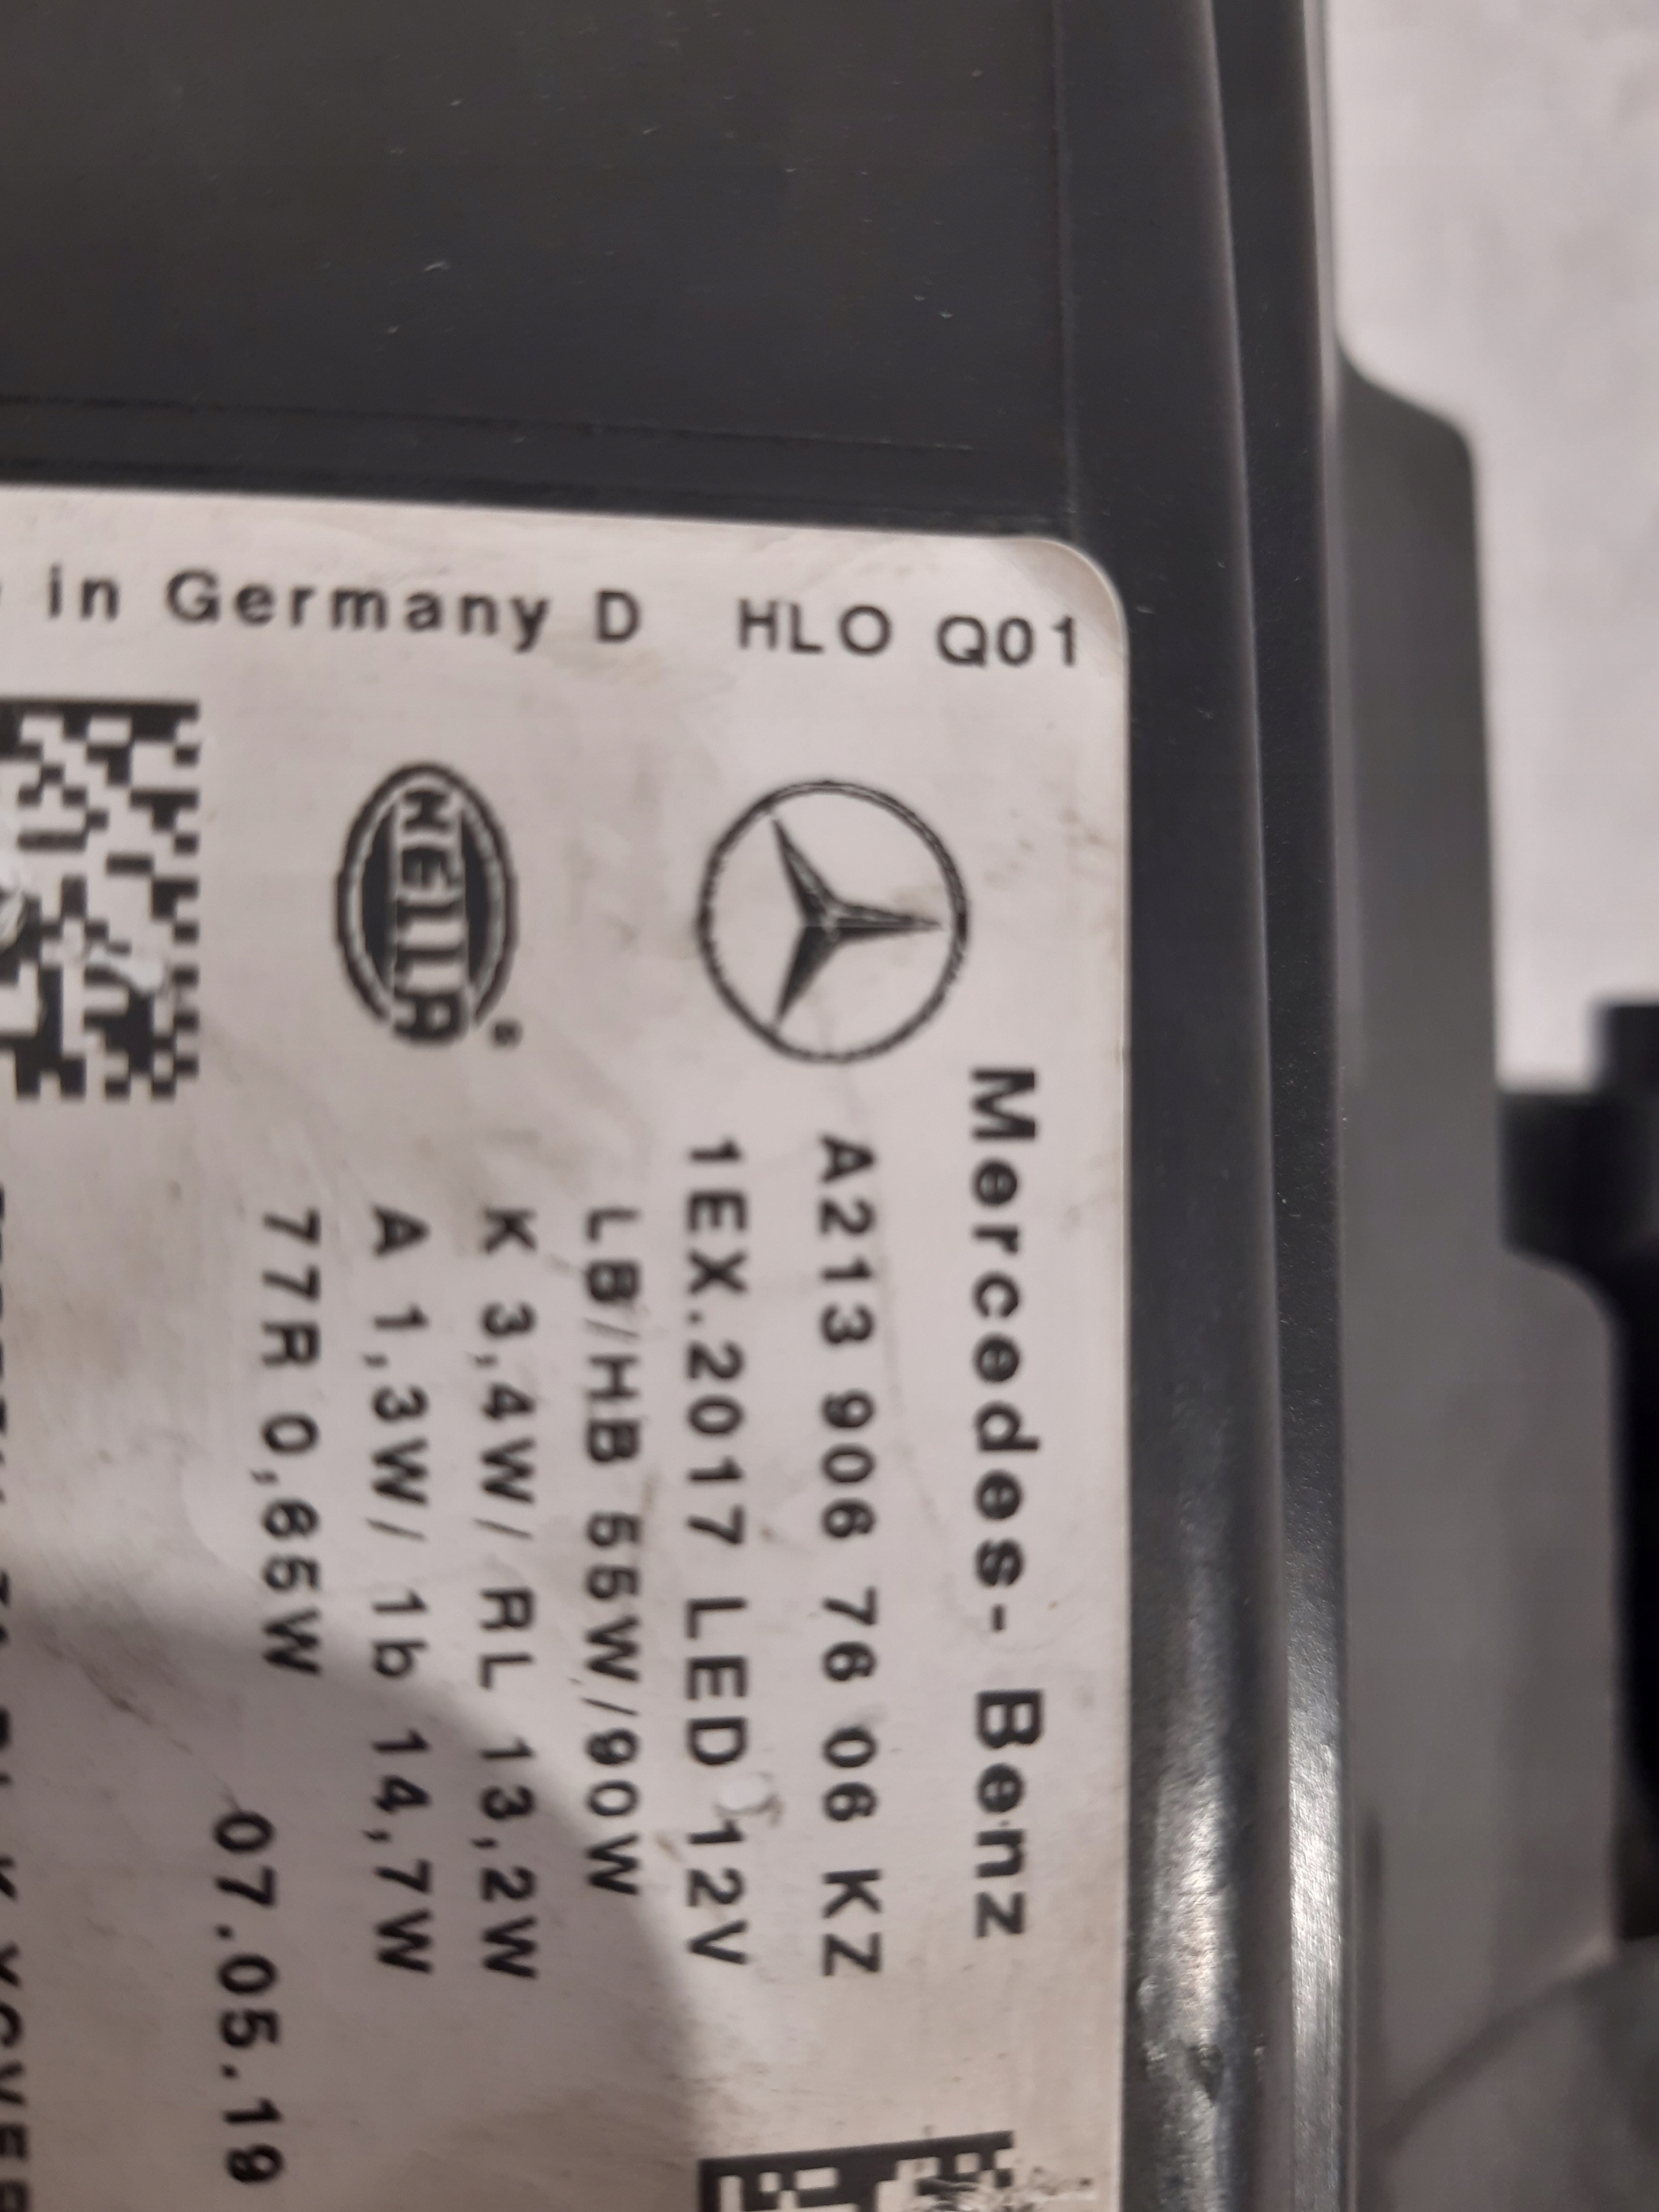 in Germany D HLO Q01
Mercedes-Benz
A213 906 76 06 KZ
1EX.2017 LED 12V
LB/HB 55W/90W
K 3,4W/ RL 13,2W
A 1,3W/ 1b 14,7W
77R 0,65W
07.05.19
HELLA